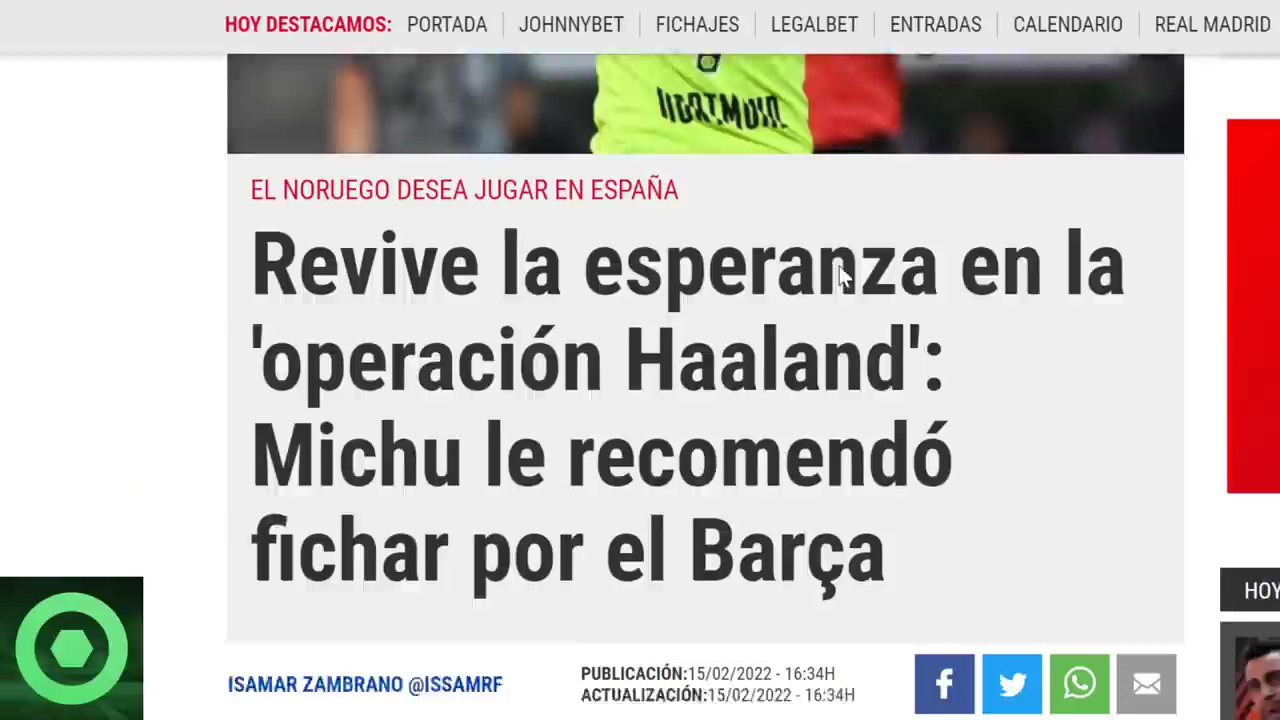 HOY DESTACAMOS: PORTADA JOHNNYBET FICHAJES LEGALBET ENTRADAS CALENDARIO REAL MADRID
EL NORUEGO DESEA JUGAR EN ESPAÑA
Revive la esperanza en la
'operación Haaland':
Michu le recomendó
fichar por el Barça
HOY
ISAMAR ZAMBRANO @ISSAMRF
PUBLICACIÓN:15/02/2022 - 16:34H
ACTUALIZACIÓN:15/02/2022 - 16:34H